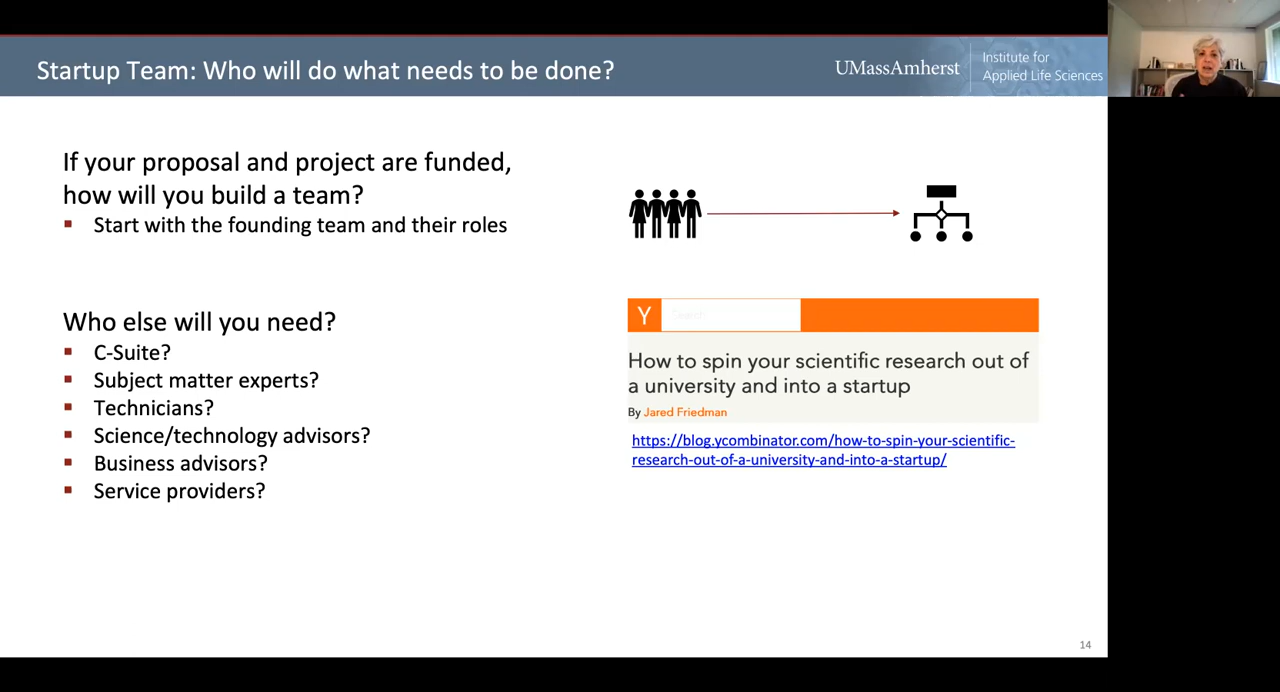 Startup Team: Who will do what needs to be done?
UMassAmherst
Institute for
Applied Life Sciences
If your proposal and project are funded,
how will you build a team?
▪ Start with the founding team and their roles
Who else will you need?
▪ C-Suite?
▪ Subject matter experts?
▪ Technicians?
▪ Science/technology advisors?
▪ Business advisors?
▪ Service providers?
Y
Search
How to spin your scientific research out of
a university and into a startup
By Jared Friedman
https://blog.ycombinator.com/how-to-spin-your-scientific-
research-out-of-a-university-and-into-a-startup/
14